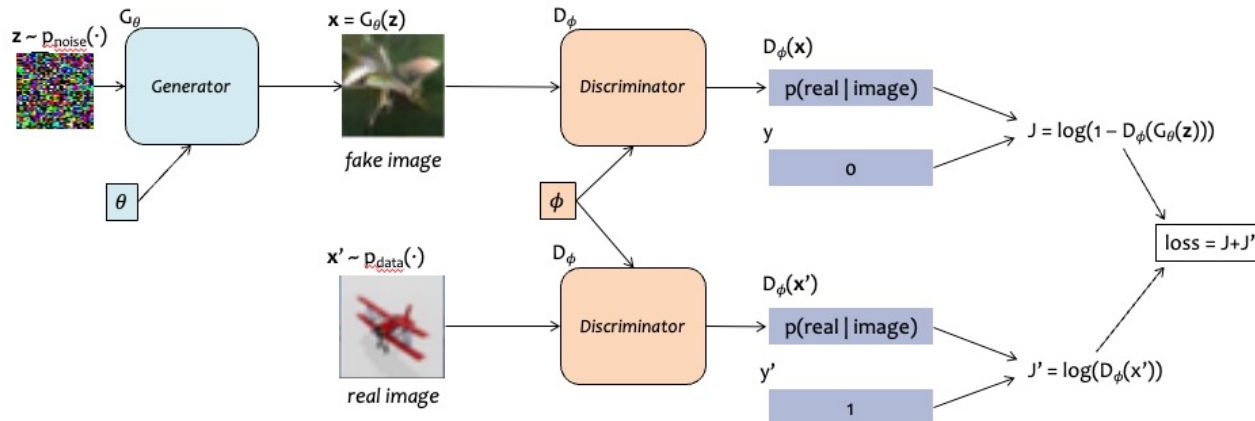 G_θ
z ~ p_noise(·)
Generator
θ
x = G_θ(z)
fake image
D_ϕ
Discriminator
ϕ
D_ϕ(x)
p(real | image)
y
0
J = log(1 – D_ϕ(G_θ(z)))
loss = J+J’
x’ ~ p_data(·)
real image
D_ϕ
Discriminator
D_ϕ(x’)
p(real | image)
y’
1
J’ = log(D_ϕ(x’))